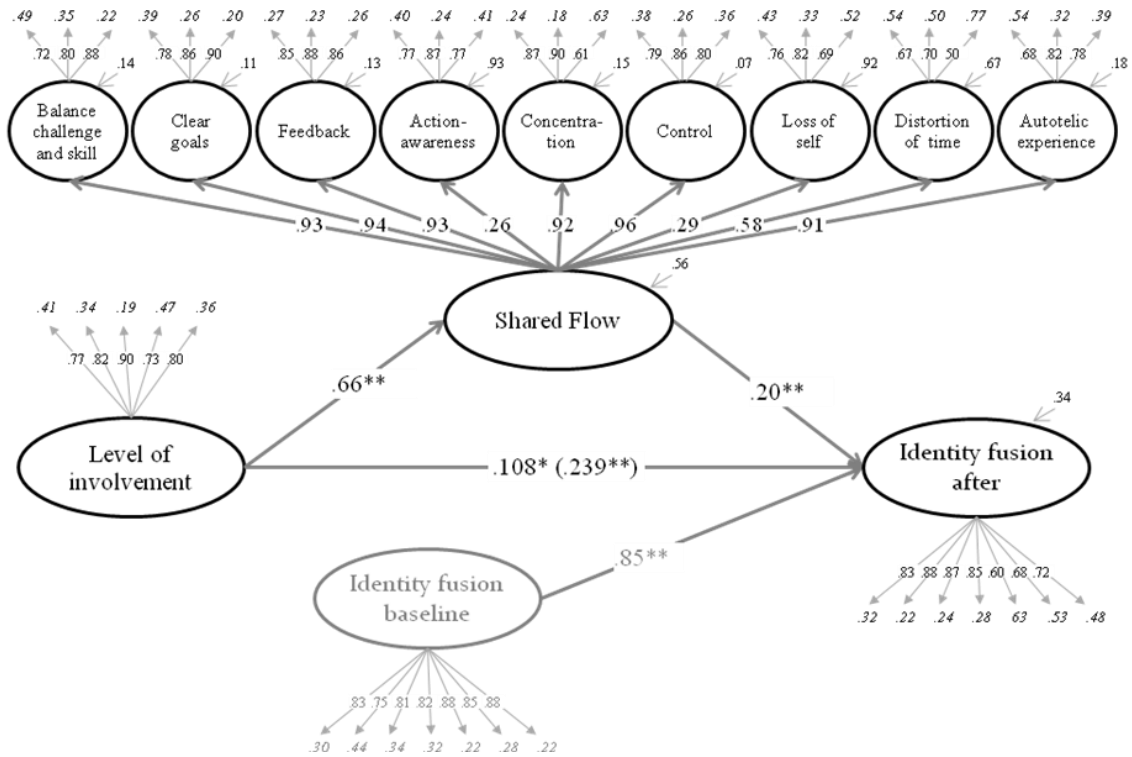 .49 .35 .22 .39 .26 .20 .27 .23 .26 .40 .24 .41 .24 .18 .63 .38 .26 .36 .43 .33 .52 .54 .50 .77 .54 .32 .39
.72 .80 .88 .78 .86 .90 .85 .88 .86 .77 .87 .77 .87 .90 .61 .79 .86 .80 .76 .82 .69 .67 .70 .50 .68 .82 .78
.14 .11 .13 .93 .15 .07 .92 .67 .18
Balance
challenge
and skill
Clear
goals
Feedback
Action-
awareness
Concentra-
tion
Control
Loss of
self
Distortion
of time
Autotelic
experience
.93 .94 .93 .26 .92 .96 .29 .58 .91
.56
Shared Flow
.41 .34 .19 .47 .36
.77 .82 .90 .73 .80
.66**
.20**
.34
Level of
involvement
.108* (.239**)
Identity fusion
after
.85**
Identity fusion
baseline
.83 .88 .87 .85 .60 .68 .72
.32 .22 .24 .28 63 .53 .48
.83 .75 .81 .82 .88 .85 .88
.30 .44 .34 .32 .22 .28 .22